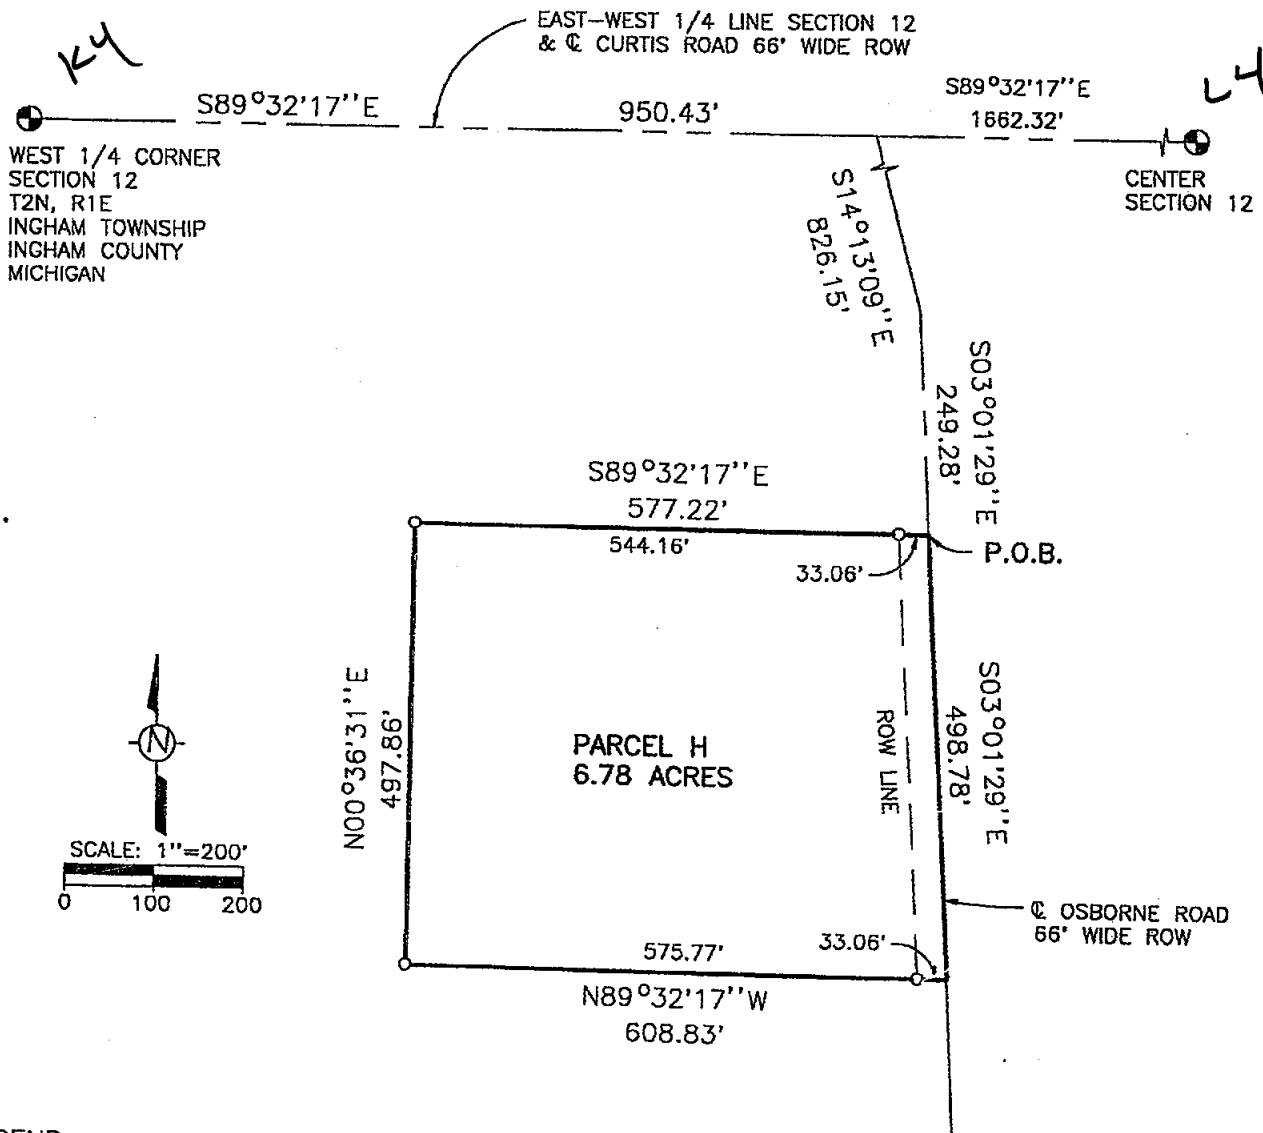 K4
EAST-WEST 1/4 LINE SECTION 12
& ℄ CURTIS ROAD 66' WIDE ROW
L4
S89°32'17''E
950.43'
S89°32'17''E
1662.32'
WEST 1/4 CORNER
SECTION 12
T2N, R1E
INGHAM TOWNSHIP
INGHAM COUNTY
MICHIGAN
CENTER
SECTION 12
S14°13'09''E
826.15'
S03°01'29''E
249.28'
S89°32'17''E
577.22'
544.16'
33.06'
P.O.B.
N00°36'31''E
497.86'
PARCEL H
6.78 ACRES
ROW LINE
S03°01'29''E
498.78'
N
SCALE: 1''=200'
0 100 200
℄ OSBORNE ROAD
66' WIDE ROW
575.77'
33.06'
N89°32'17''W
608.83'